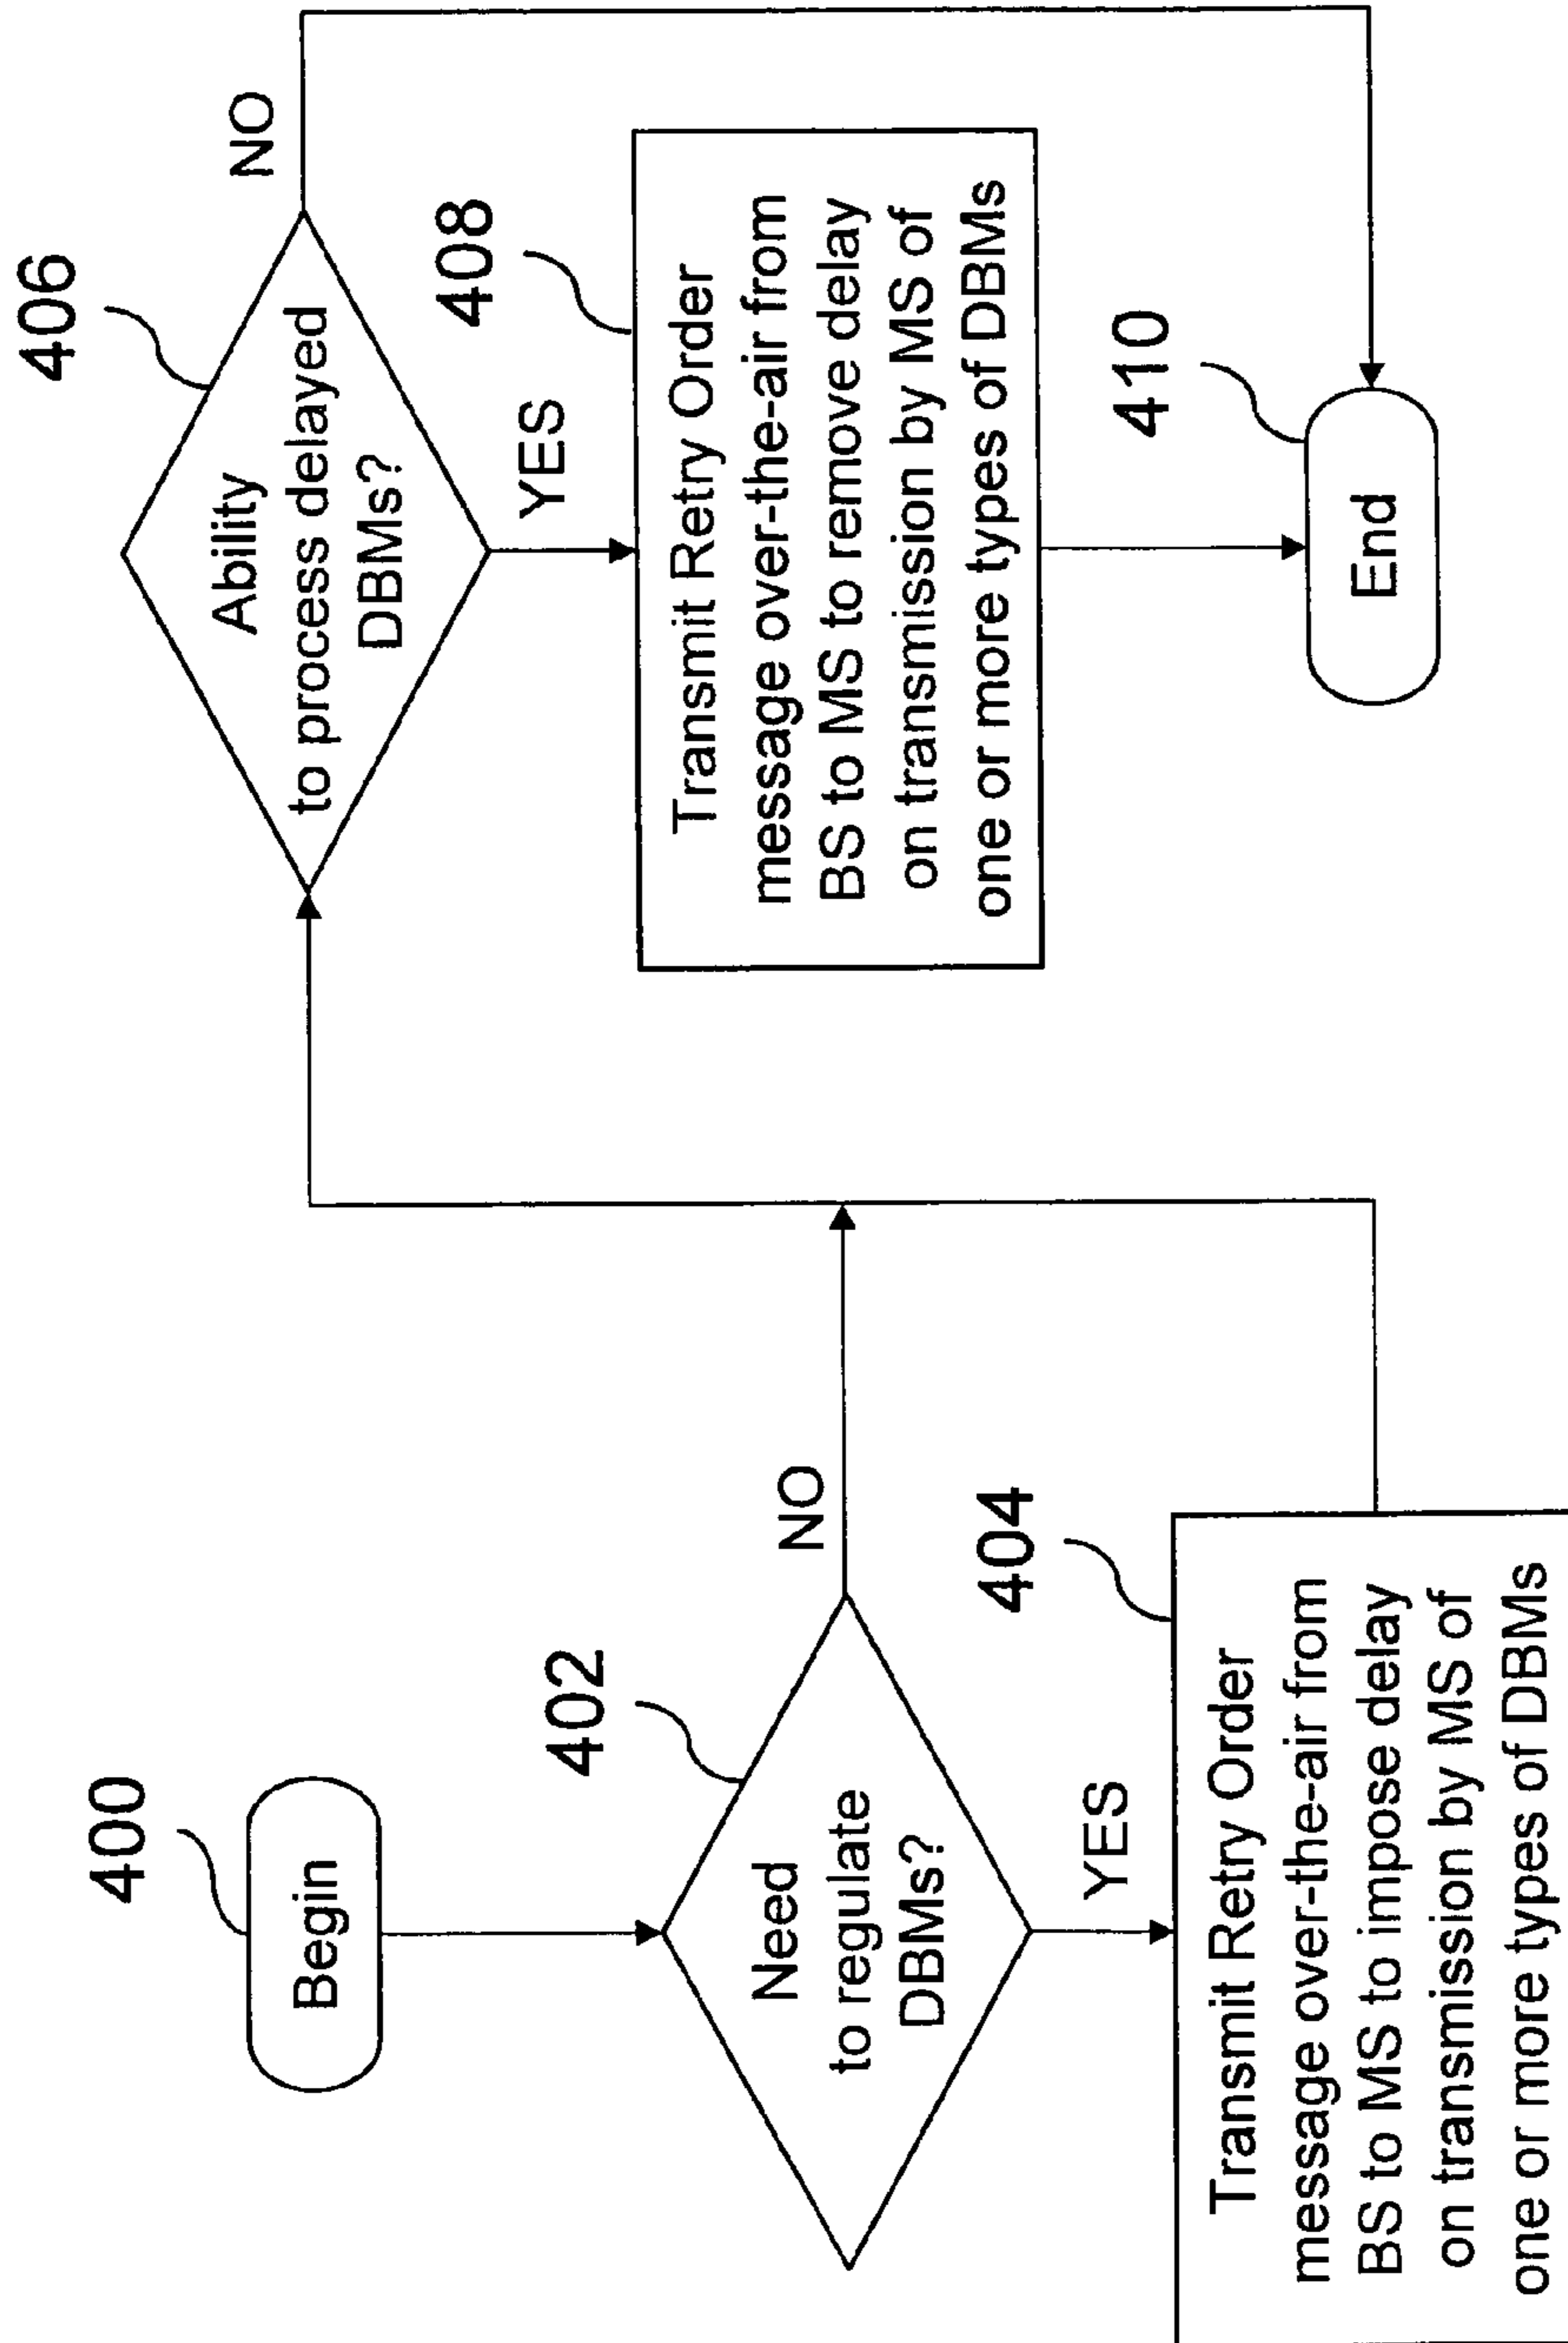 400
Begin
402
Need
to regulate
DBMs?
NO
YES
404
Transmit Retry Order
message over-the-air from
BS to MS to impose delay
on transmission by MS of
one or more types of DBMs
406
Ability
to process delayed
DBMs?
NO
YES
408
Transmit Retry Order
message over-the-air from
BS to MS to remove delay
on transmission by MS of
one or more types of DBMs
410
End